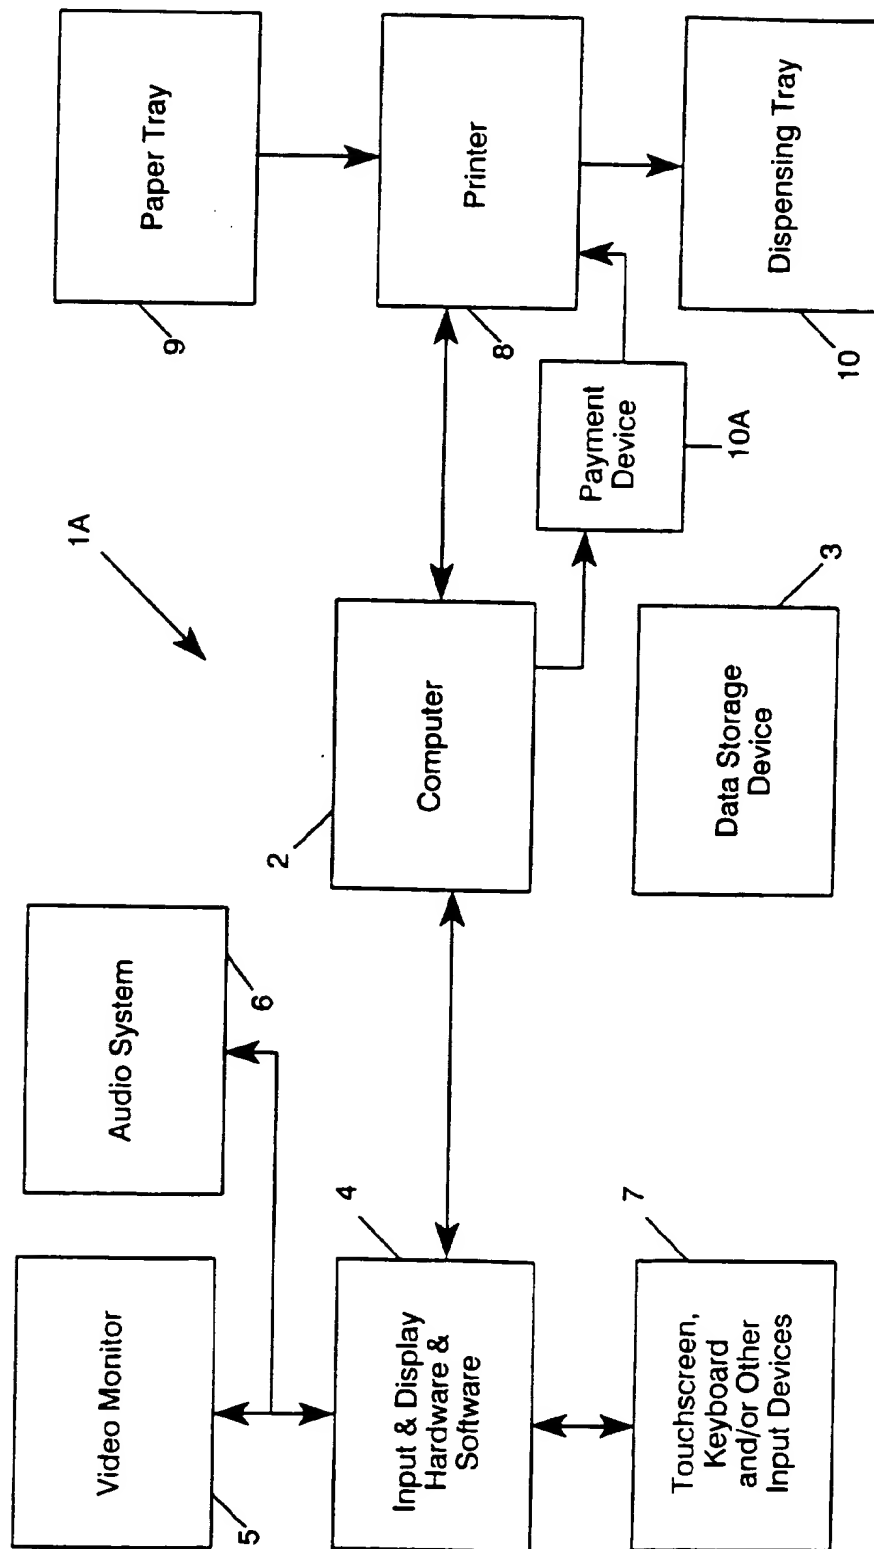 1A
Video Monitor
5
Audio System
6
Paper Tray
9
Input & Display
Hardware &
Software
4
Computer
2
Printer
8
Touchscreen,
Keyboard
and/or Other
Input Devices
7
Data Storage
Device
3
Payment
Device
10A
Dispensing Tray
10